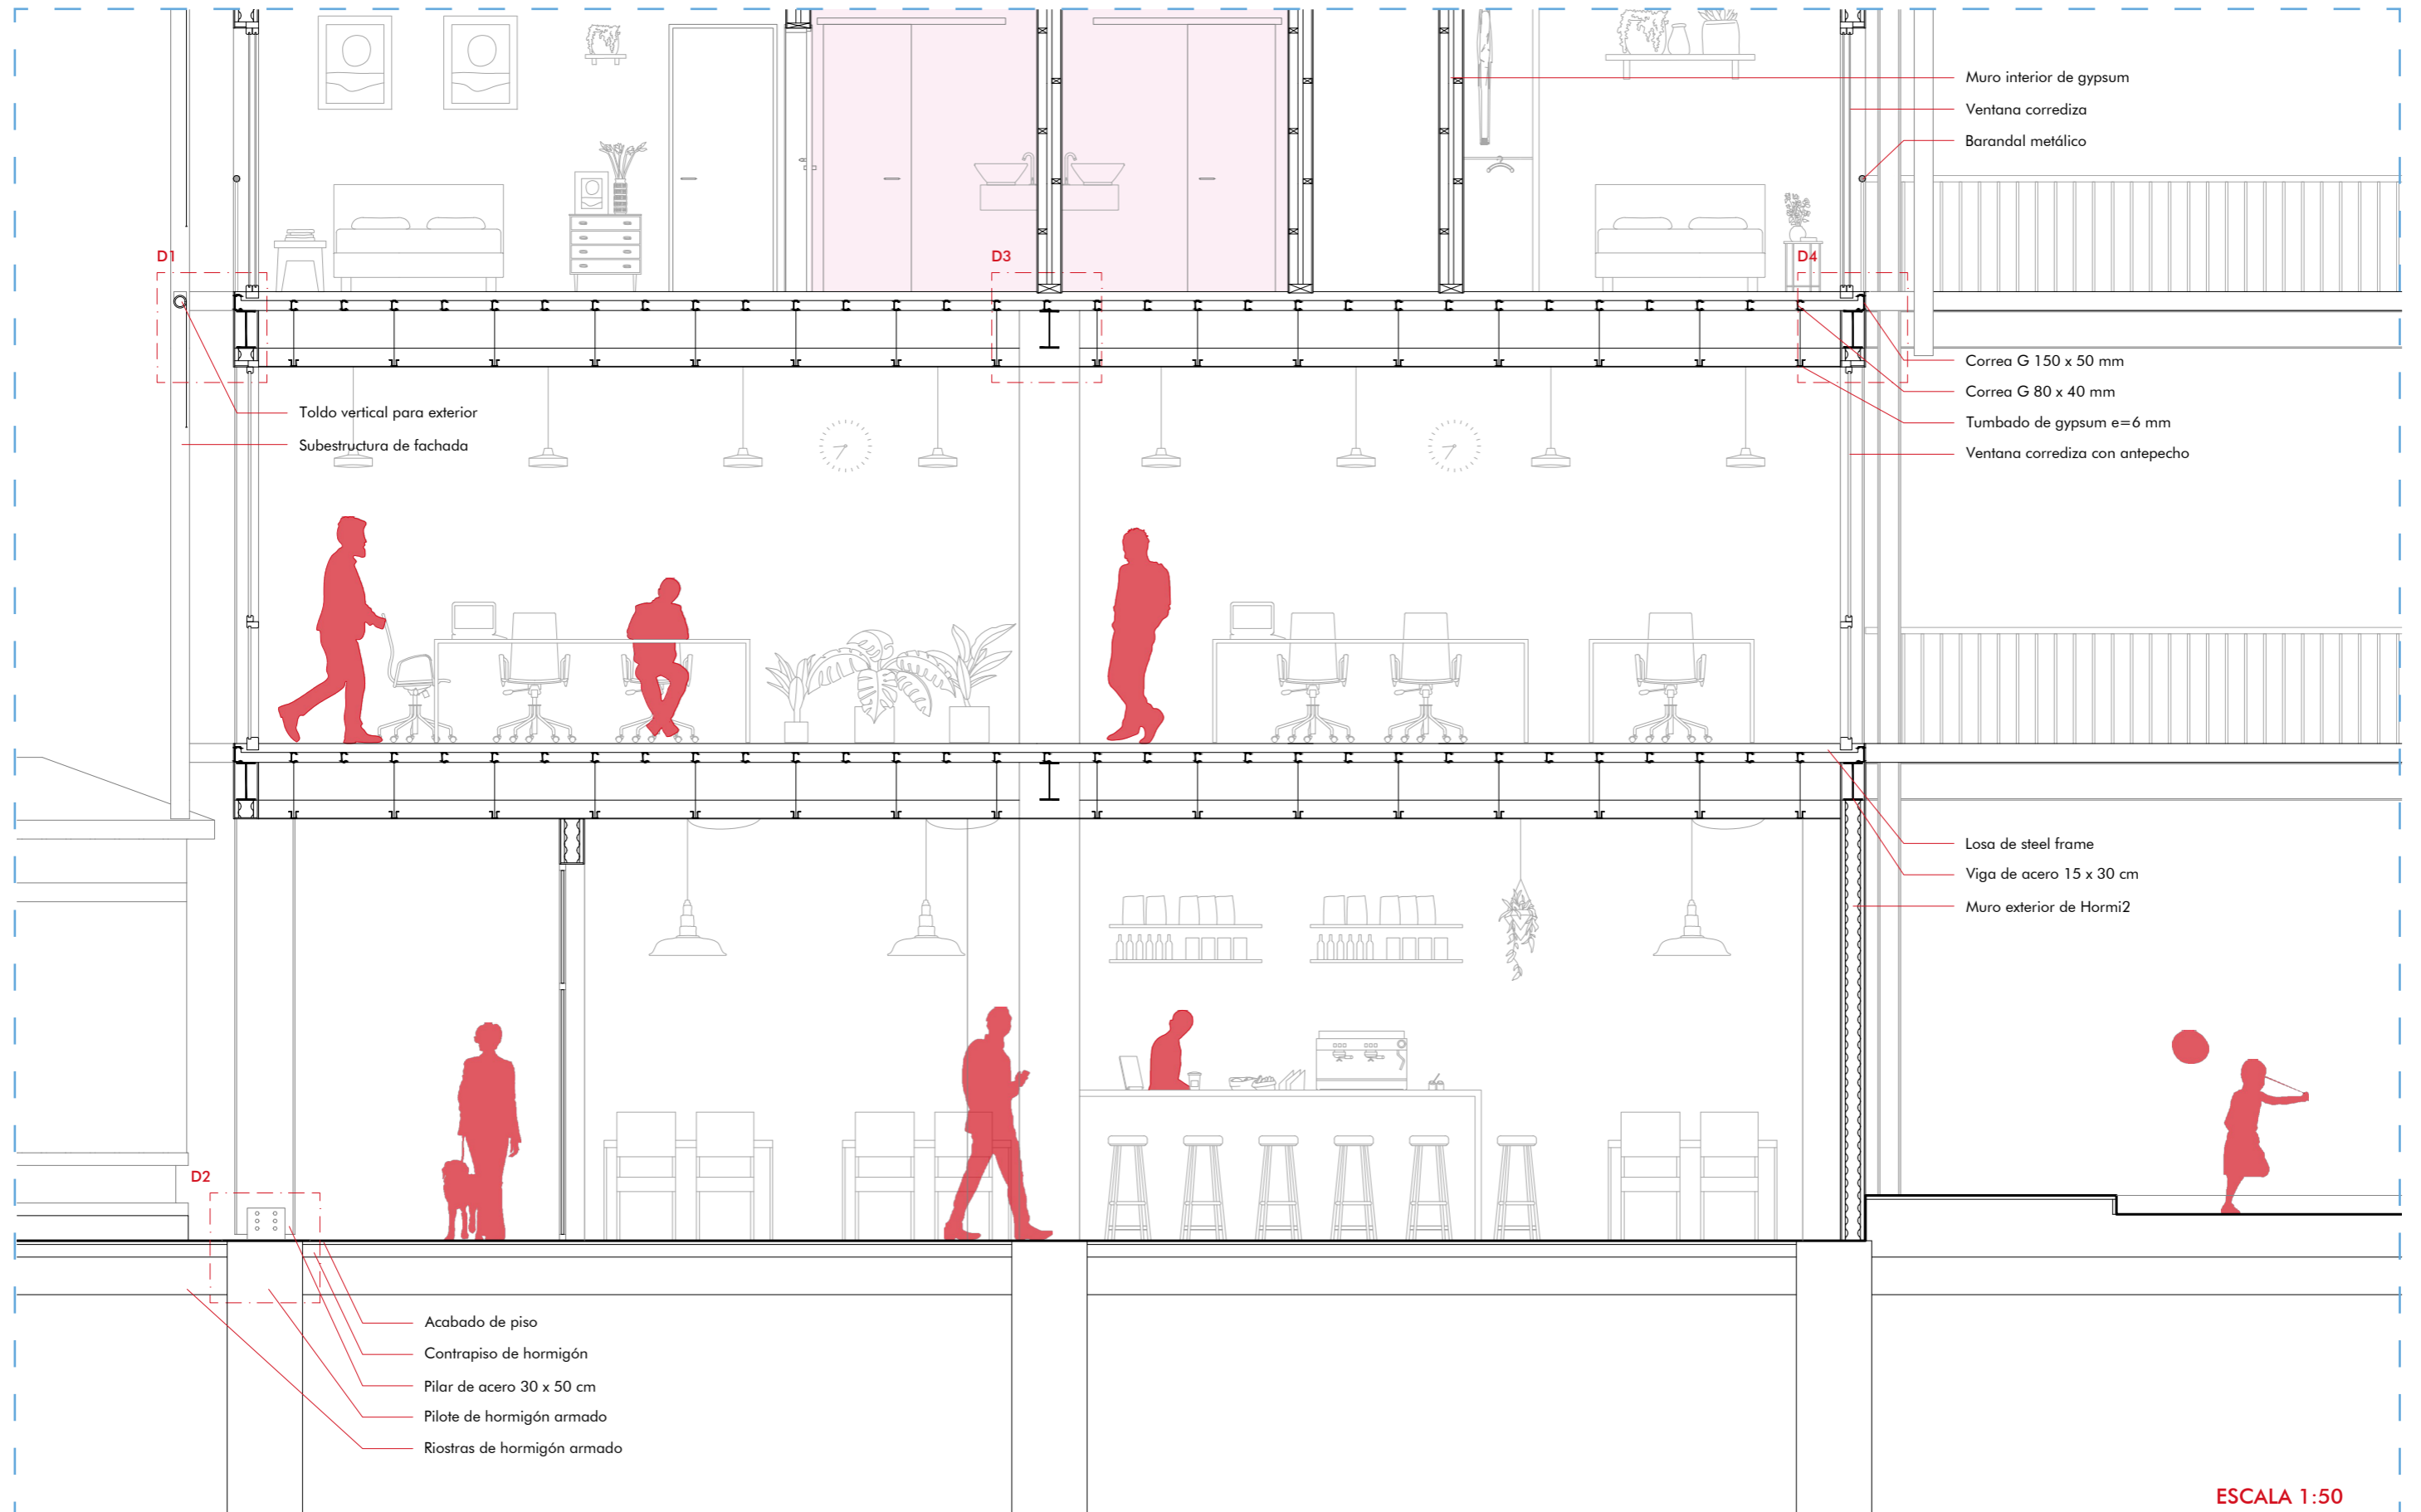 Muro interior de gypsum
Ventana corrediza
Barandal metálico
D1
D3
D4
Correa G 150 x 50 mm
Correa G 80 x 40 mm
Tumbado de gypsum e=6 mm
Ventana corrediza con antepecho
Toldo vertical para exterior
Subestructura de fachada
Losa de steel frame
Viga de acero 15 x 30 cm
Muro exterior de Hormi2
D2
Acabado de piso
Contrapiso de hormigón
Pilar de acero 30 x 50 cm
Pilote de hormigón armado
Riostras de hormigón armado
ESCALA 1:50